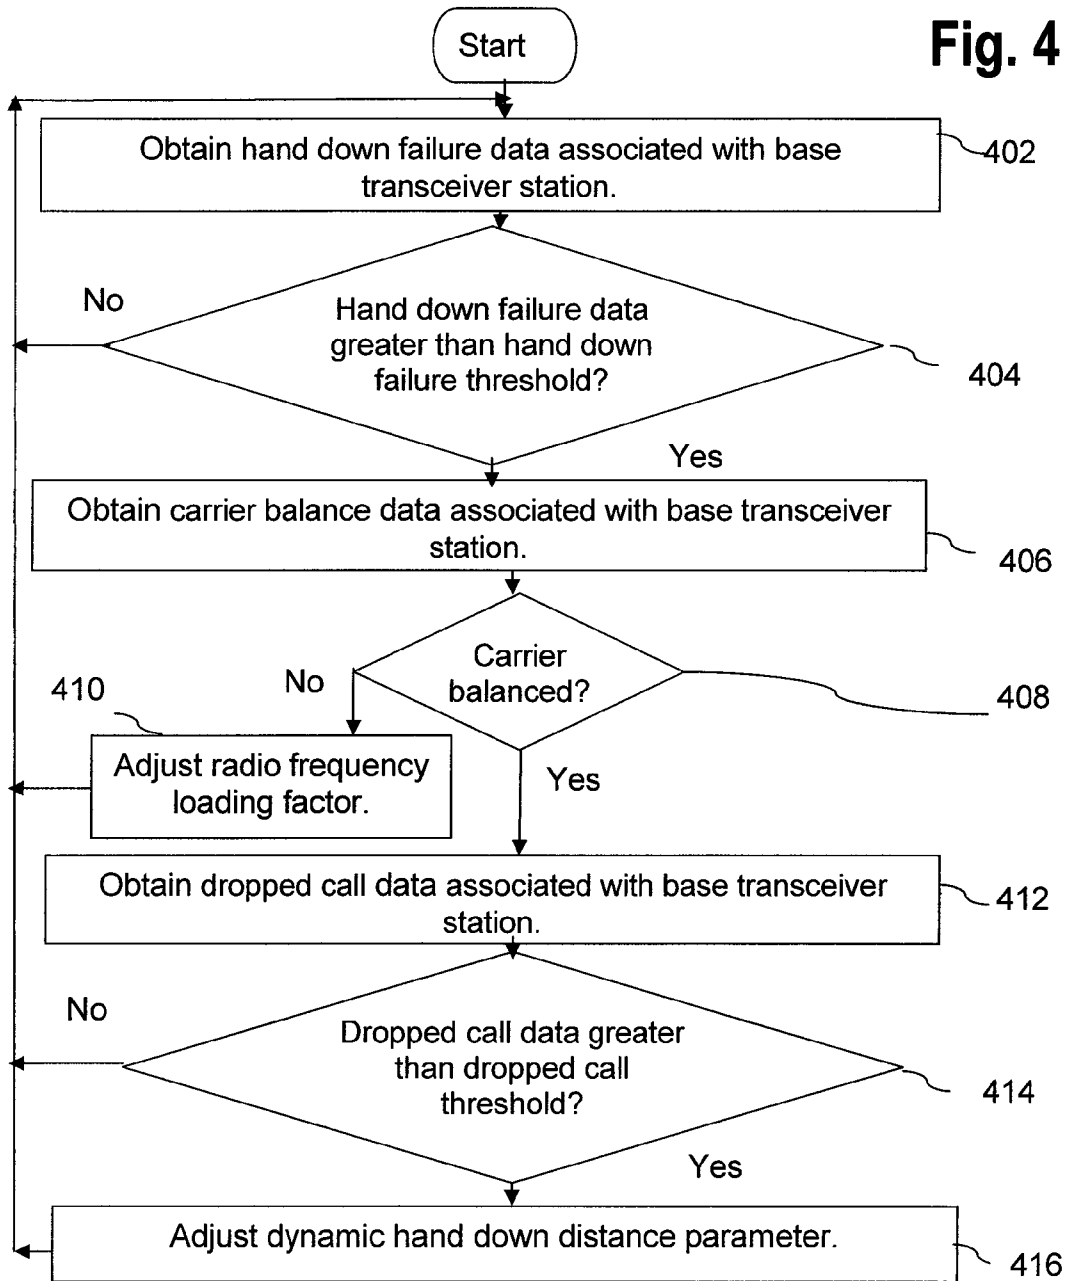 Start
Fig. 4
Obtain hand down failure data associated with base
transceiver station.
402
No
Hand down failure data
greater than hand down
failure threshold?
404
Yes
Obtain carrier balance data associated with base transceiver
station.
406
Carrier
balanced?
No
408
410
Adjust radio frequency
loading factor.
Yes
Obtain dropped call data associated with base transceiver
station.
412
No
Dropped call data greater
than dropped call
threshold?
414
Yes
Adjust dynamic hand down distance parameter.
416